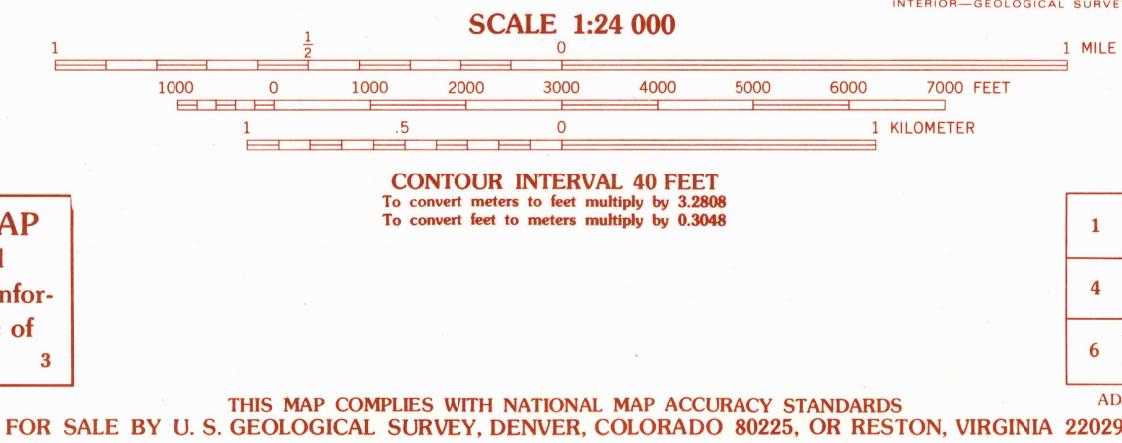 INTERIOR—GEOLOGICAL SURVEY
SCALE 1:24 000
1 ½ 0 1 MILE
1000 0 1000 2000 3000 4000 5000 6000 7000 FEET
1 .5 0 1 KILOMETER
CONTOUR INTERVAL 40 FEET
To convert meters to feet multiply by 3.2808
To convert feet to meters multiply by 0.3048
AP
nfor-
of
3
1
4
6
THIS MAP COMPLIES WITH NATIONAL MAP ACCURACY STANDARDS
AD
FOR SALE BY U. S. GEOLOGICAL SURVEY, DENVER, COLORADO 80225, OR RESTON, VIRGINIA 22029